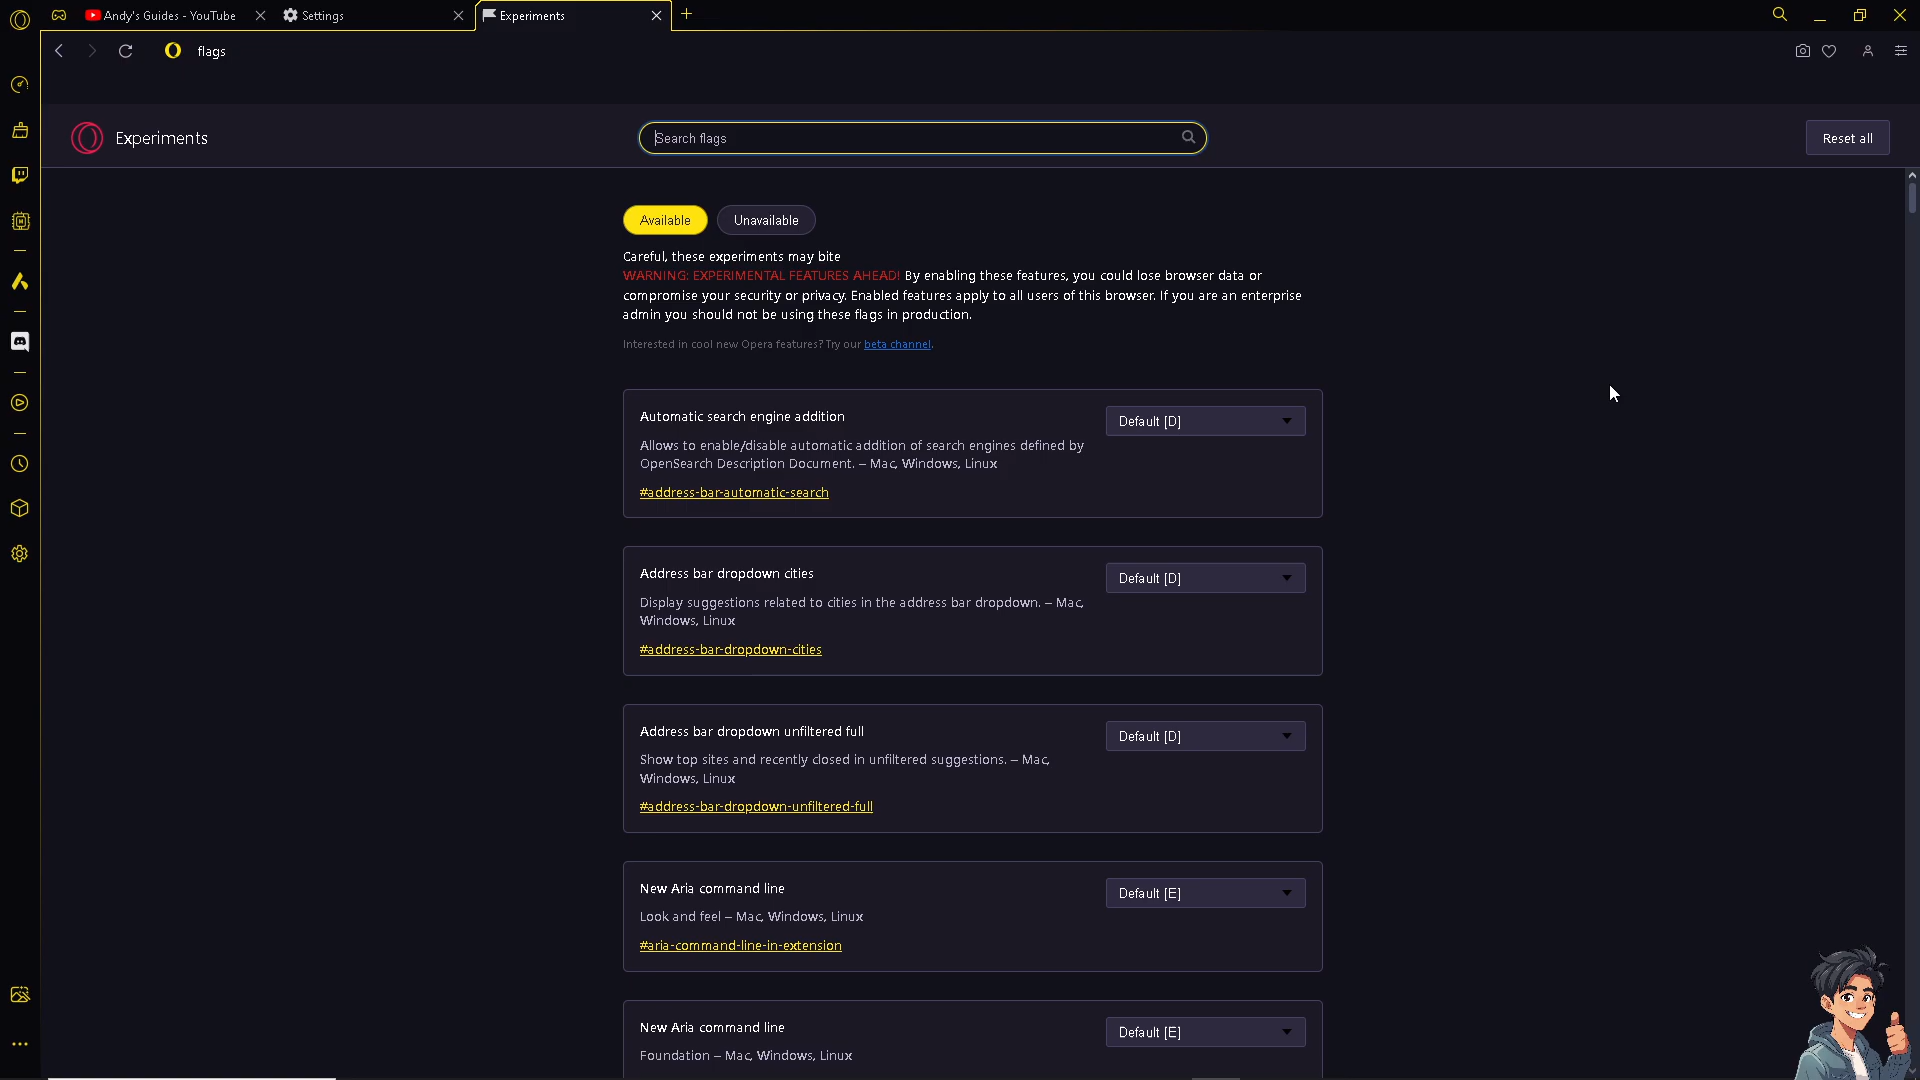 Andy's Guides - YouTube
Settings
Experiments
flags
Experiments
Search flags
Reset all
Available
Unavailable
Careful, these experiments may bite
WARNING: EXPERIMENTAL FEATURES AHEAD! By enabling these features, you could lose browser data or
compromise your security or privacy. Enabled features apply to all users of this browser. If you are an enterprise
admin you should not be using these flags in production.
Interested in cool new Opera features? Try our beta channel.
Automatic search engine addition
Default [D]
Allows to enable/disable automatic addition of search engines defined by
OpenSearch Description Document. – Mac, Windows, Linux
#address-bar-automatic-search
Address bar dropdown cities
Default [D]
Display suggestions related to cities in the address bar dropdown. – Mac,
Windows, Linux
#address-bar-dropdown-cities
Address bar dropdown unfiltered full
Default [D]
Show top sites and recently closed in unfiltered suggestions. – Mac,
Windows, Linux
#address-bar-dropdown-unfiltered-full
New Aria command line
Default [E]
Look and feel – Mac, Windows, Linux
#aria-command-line-in-extension
New Aria command line
Default [E]
Foundation – Mac, Windows, Linux